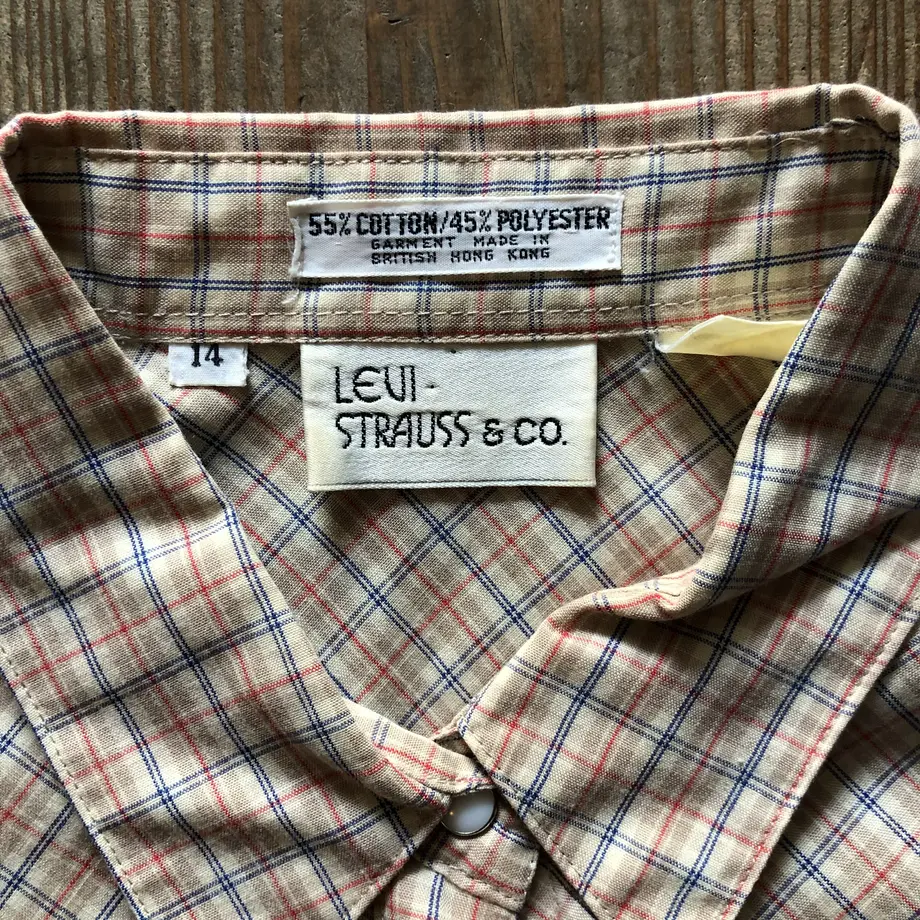 55% COTTON/45% POLYESTER
GARMENT MADE IN
BRITISH HONG KONG
14
LEVI-
STRAUSS & CO.